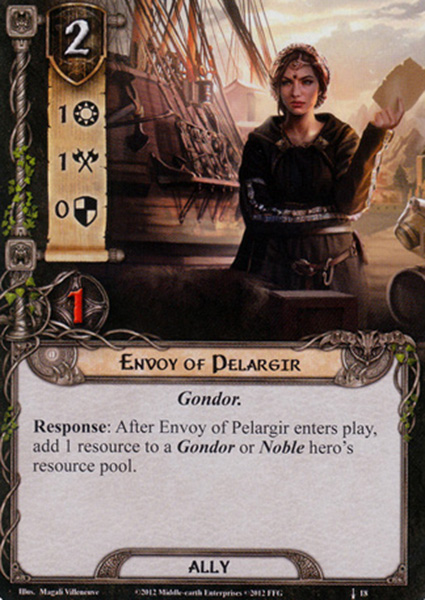 2
1
1
0
1
Envoy of Pelargir
Gondor.
Response: After Envoy of Pelargir enters play,
add 1 resource to a Gondor or Noble hero's
resource pool.
ALLY
Illus. Magali Villeneuve ©2012 Middle-earth Enterprises ©2012 FFG 18